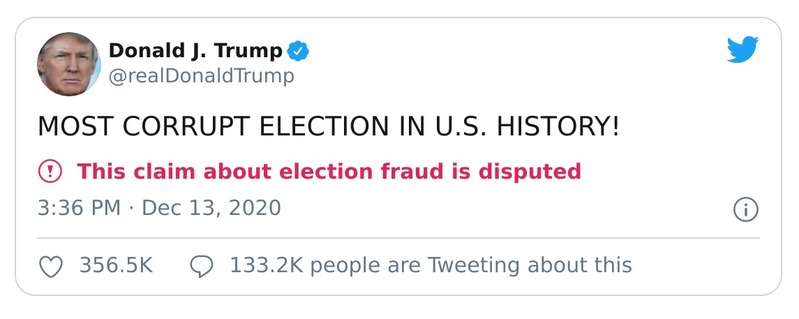 Donald J. Trump
@realDonaldTrump
MOST CORRUPT ELECTION IN U.S. HISTORY!
This claim about election fraud is disputed
3:36 PM · Dec 13, 2020
356.5K 133.2K people are Tweeting about this